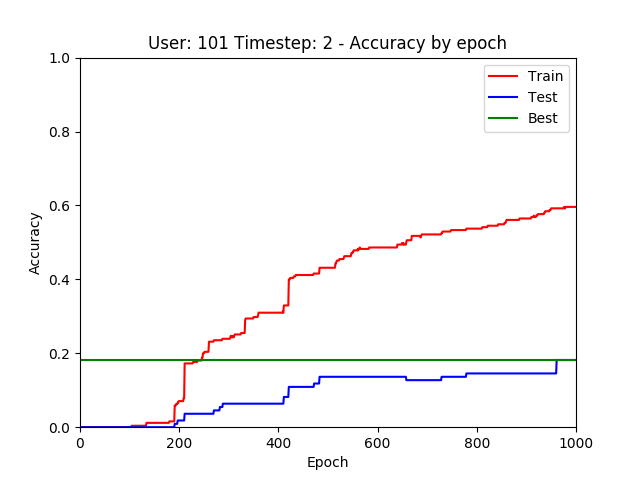 User: 101 Timestep: 2 - Accuracy by epoch
1.0
0.8
0.6
0.4
0.2
0.0
Accuracy
Train
Test
Best
0 200 400 600 800 1000
Epoch